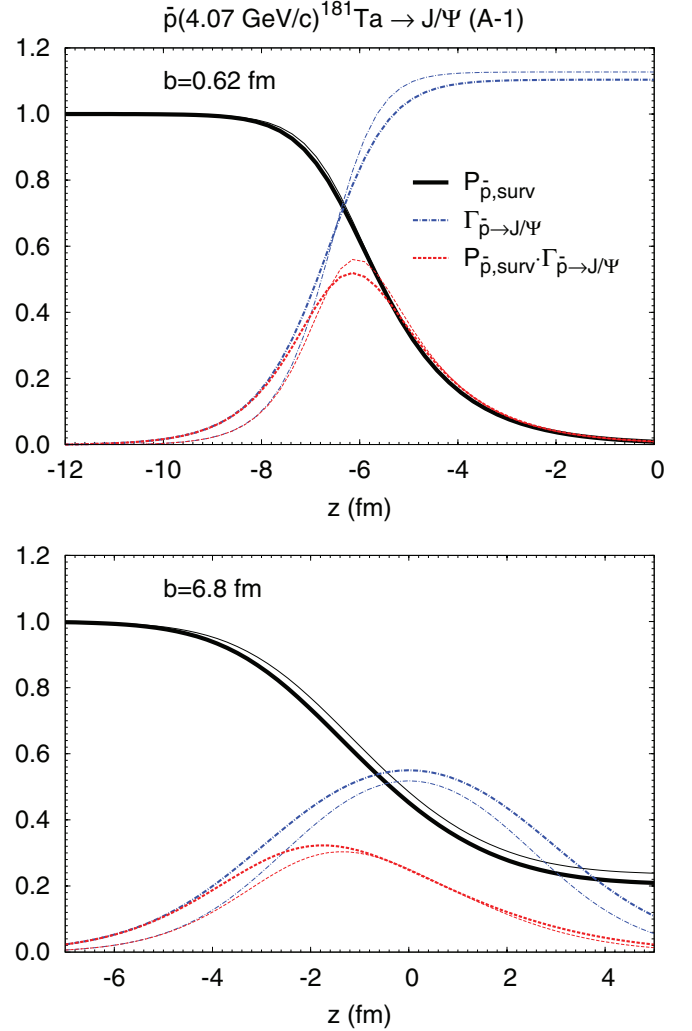 p̄(4.07 GeV/c)¹⁸¹Ta → J/Ψ (A-1)
1.2
b=0.62 fm
1.0
P_p̄,surv
0.8
Γ_p̄→J/Ψ
P_p̄,surv·Γ_p̄→J/Ψ
0.6
0.4
0.2
0.0
-12 -10 -8 -6 -4 -2 0
z (fm)
1.2
b=6.8 fm
1.0
0.8
0.6
0.4
0.2
0.0
-6 -4 -2 0 2 4
z (fm)